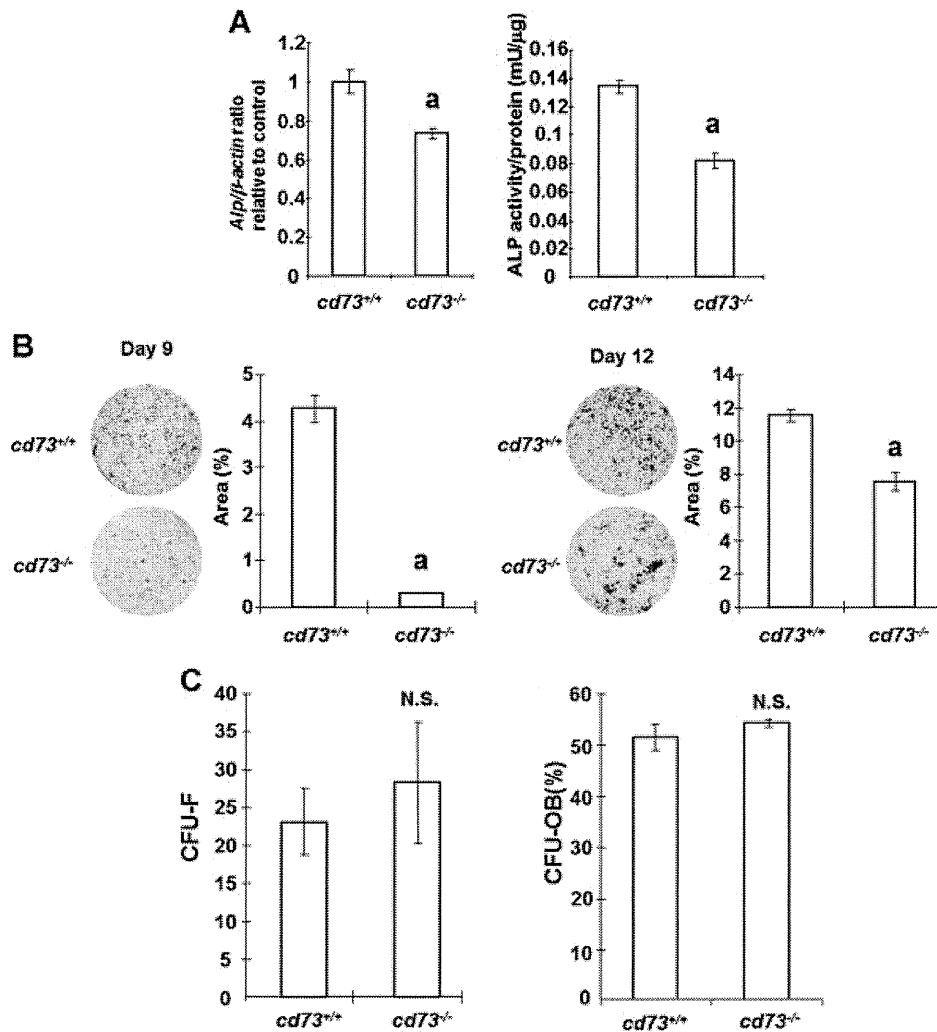 A
Alp/β-actin ratio
relative to control
1.2
1
0.8
0.6
0.4
0.2
0
a
cd73+/+
cd73-/-
ALP activity/protein (mU/µg)
0.16
0.14
0.12
0.10
0.08
0.06
0.04
0.02
0
a
cd73+/+
cd73-/-
B
Day 9
cd73+/+
cd73-/-
Area (%)
5
4
3
2
1
0
a
cd73+/+
cd73-/-
Day 12
cd73+/+
cd73-/-
Area (%)
14
12
10
8
6
4
2
0
a
cd73+/+
cd73-/-
C
CFU-F
40
35
30
25
20
15
10
5
0
N.S.
cd73+/+
cd73-/-
CFU-OB(%)
60
50
40
30
20
10
0
N.S.
cd73+/+
cd73-/-